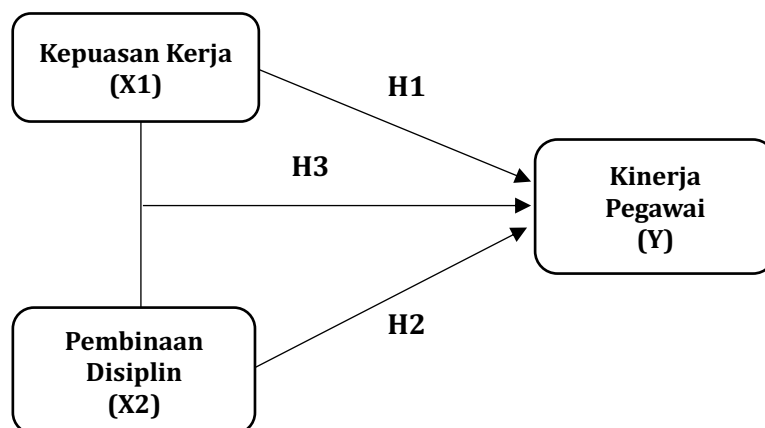 Kepuasan Kerja
(X1)
H1
H3
Kinerja
Pegawai
(Y)
H2
Pembinaan
Disiplin
(X2)